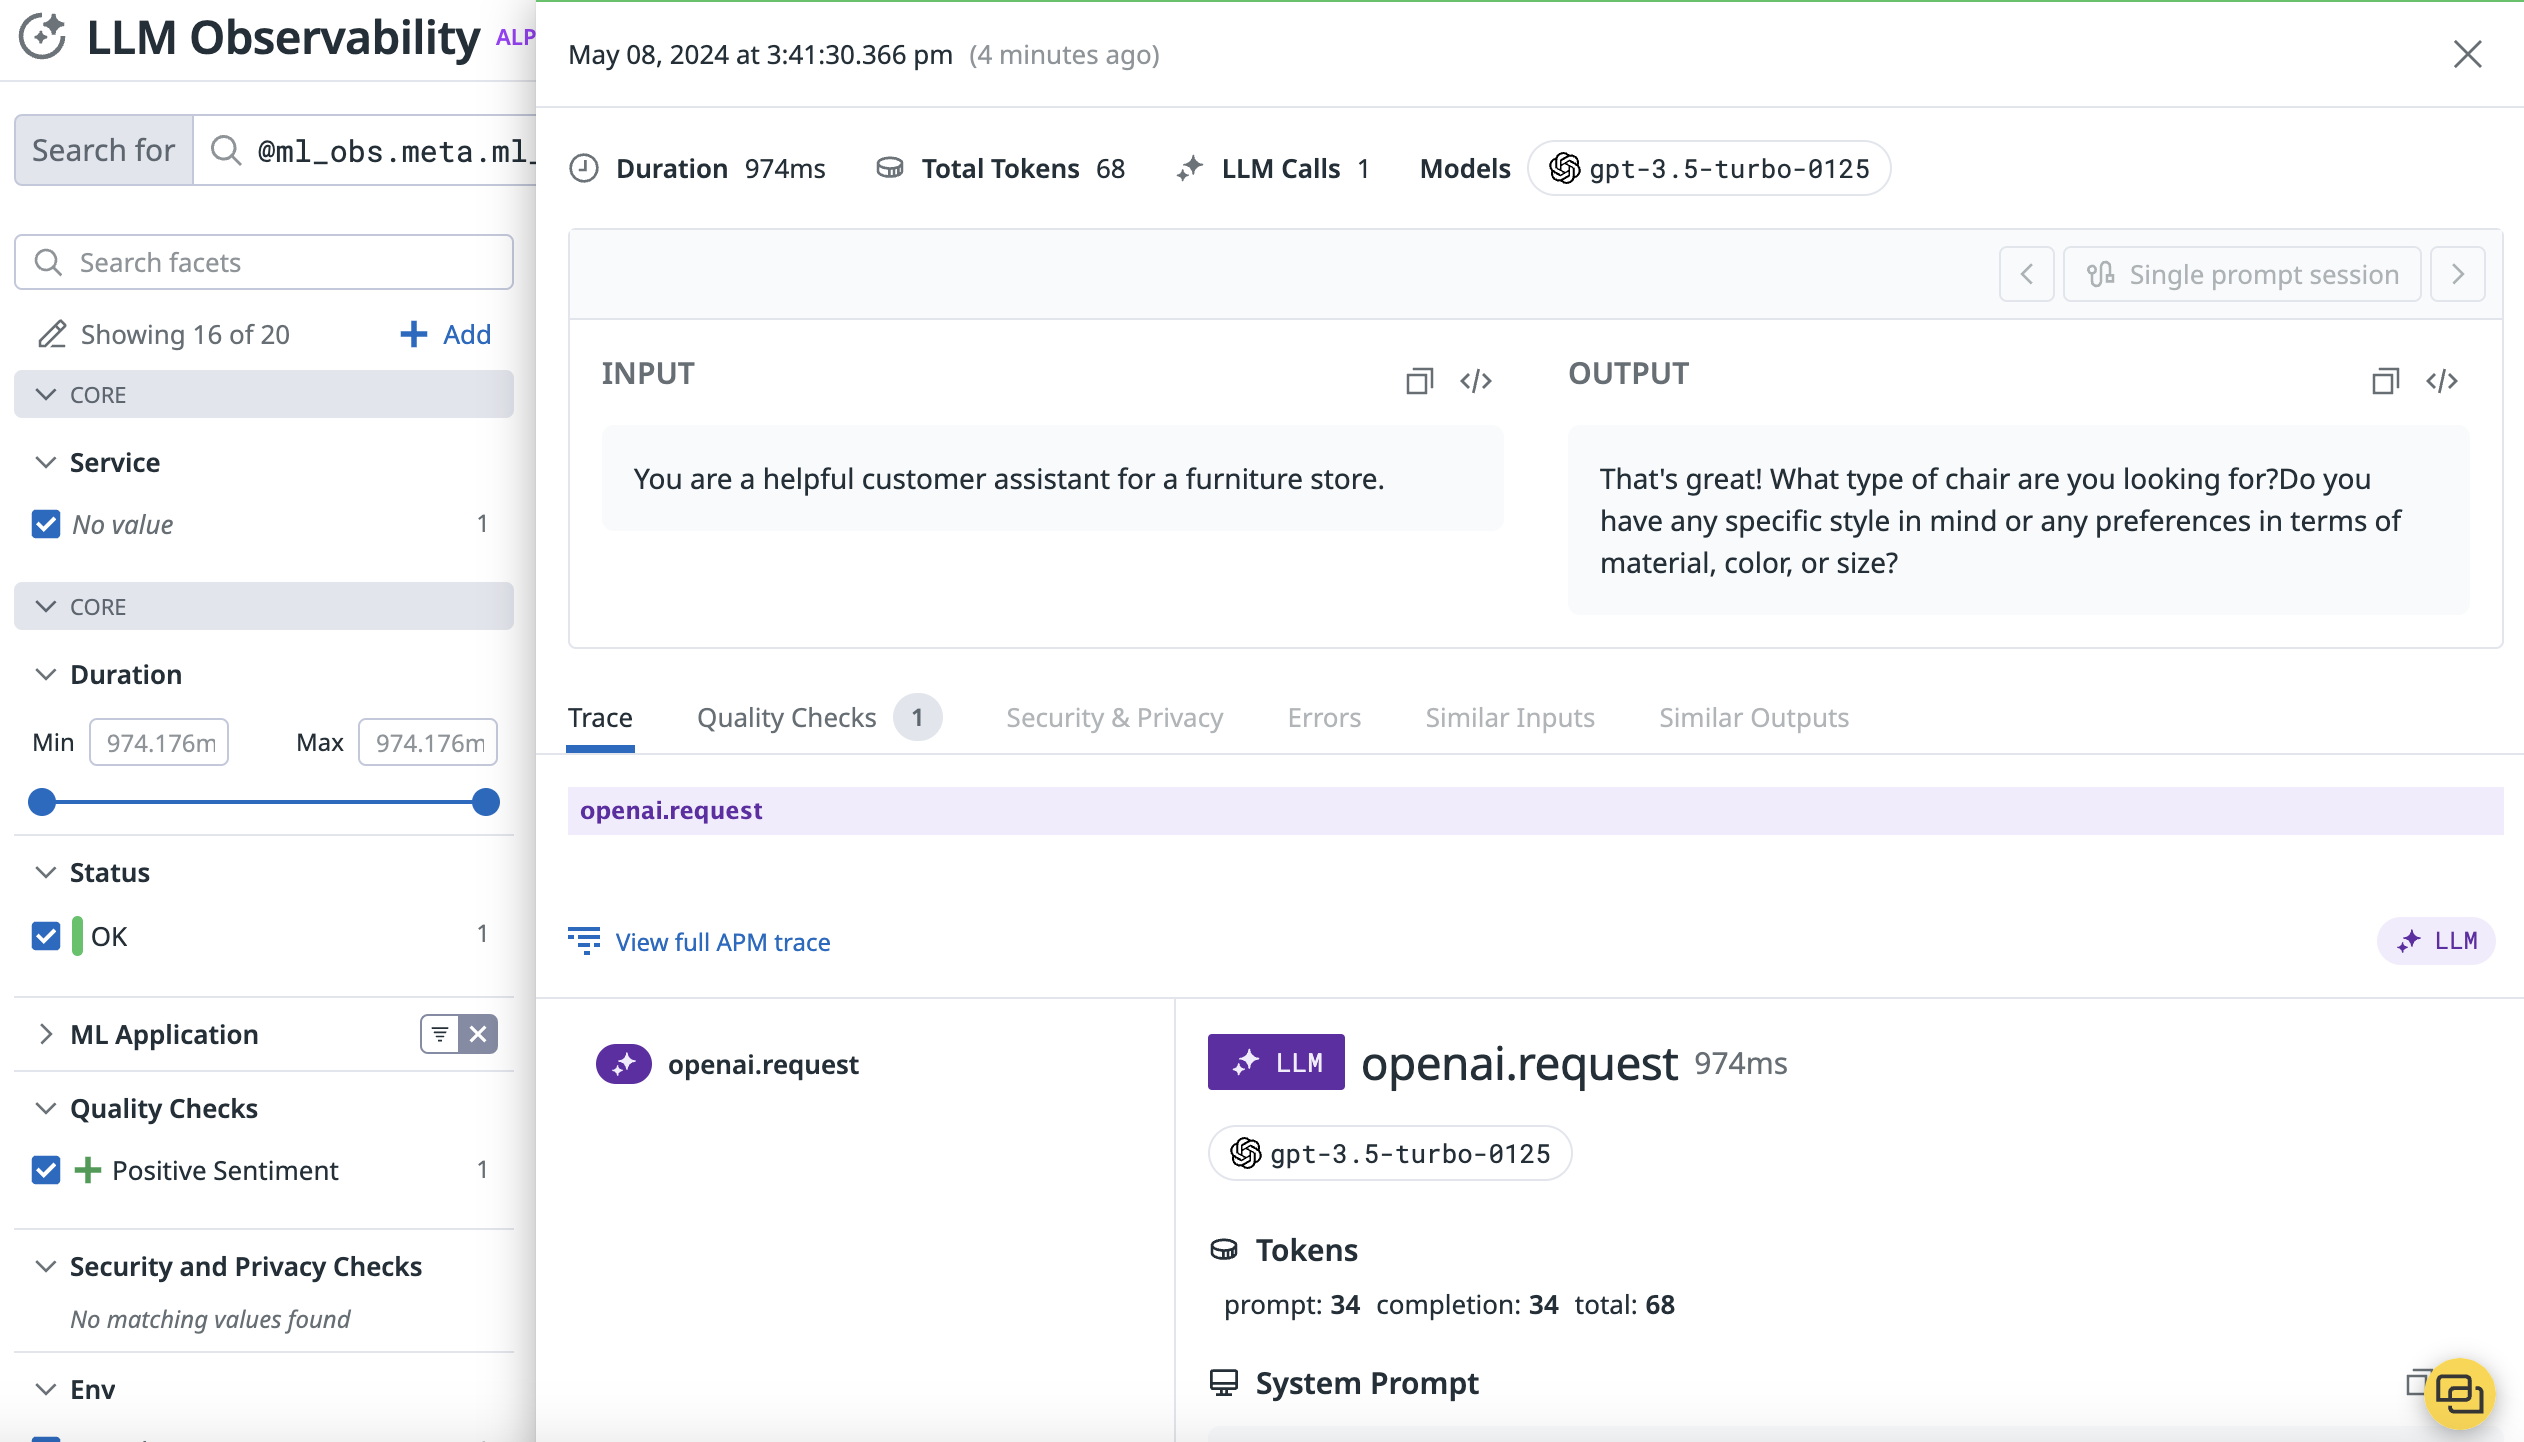 LLM Observability ALP
Search for @ml_obs.meta.ml_
Search facets
Showing 16 of 20 Add
CORE
Service
No value 1
CORE
Duration
Min 974.176m Max 974.176m
Status
OK 1
ML Application
Quality Checks
Positive Sentiment 1
Security and Privacy Checks
No matching values found
Env
May 08, 2024 at 3:41:30.366 pm (4 minutes ago)
Duration 974ms Total Tokens 68 LLM Calls 1 Models gpt-3.5-turbo-0125
Single prompt session
INPUT
You are a helpful customer assistant for a furniture store.
OUTPUT
That's great! What type of chair are you looking for?Do you
have any specific style in mind or any preferences in terms of
material, color, or size?
Trace Quality Checks 1 Security & Privacy Errors Similar Inputs Similar Outputs
openai.request
View full APM trace LLM
openai.request
LLM openai.request 974ms
gpt-3.5-turbo-0125
Tokens
prompt: 34 completion: 34 total: 68
System Prompt